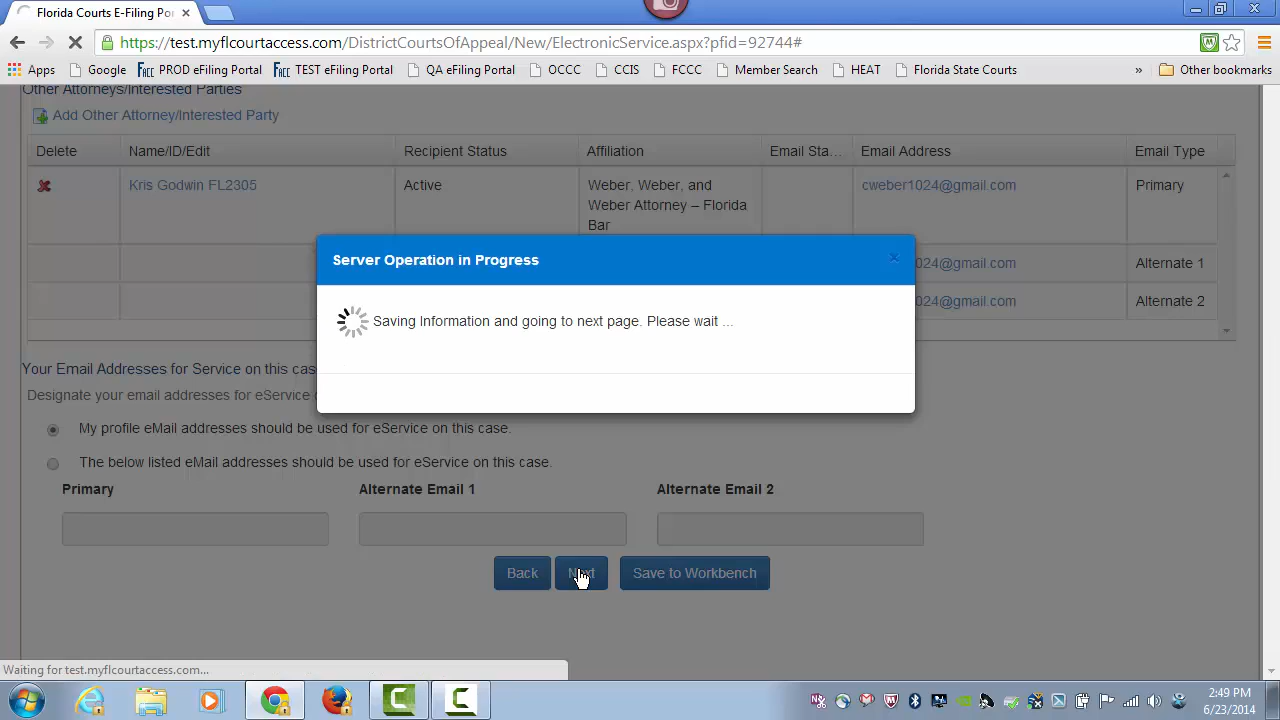 Florida Courts E-Filing Por
https://test.myflcourtaccess.com/DistrictCourtsOfAppeal/New/ElectronicService.aspx?pfid=92744#
Apps Google FACC PROD eFiling Portal FACC TEST eFiling Portal QA eFiling Portal OCCC CCIS FCCC Member Search HEAT Florida State Courts » Other bookmarks
Other Attorneys/Interested Parties
Add Other Attorney/Interested Party
Delete Name/ID/Edit Recipient Status Affiliation Email Sta... Email Address Email Type
Kris Godwin FL2305 Active Weber, Weber, and cweber1024@gmail.com Primary
Weber Attorney – Florida
Bar
Server Operation in Progress ×
024@gmail.com Alternate 1
024@gmail.com Alternate 2
Saving Information and going to next page. Please wait ...
Your Email Addresses for Service on this cas
Designate your email addresses for eService
My profile eMail addresses should be used for eService on this case.
The below listed eMail addresses should be used for eService on this case.
Primary Alternate Email 1 Alternate Email 2
Back Next Save to Workbench
Waiting for test.myflcourtaccess.com...
2:49 PM
6/23/2014